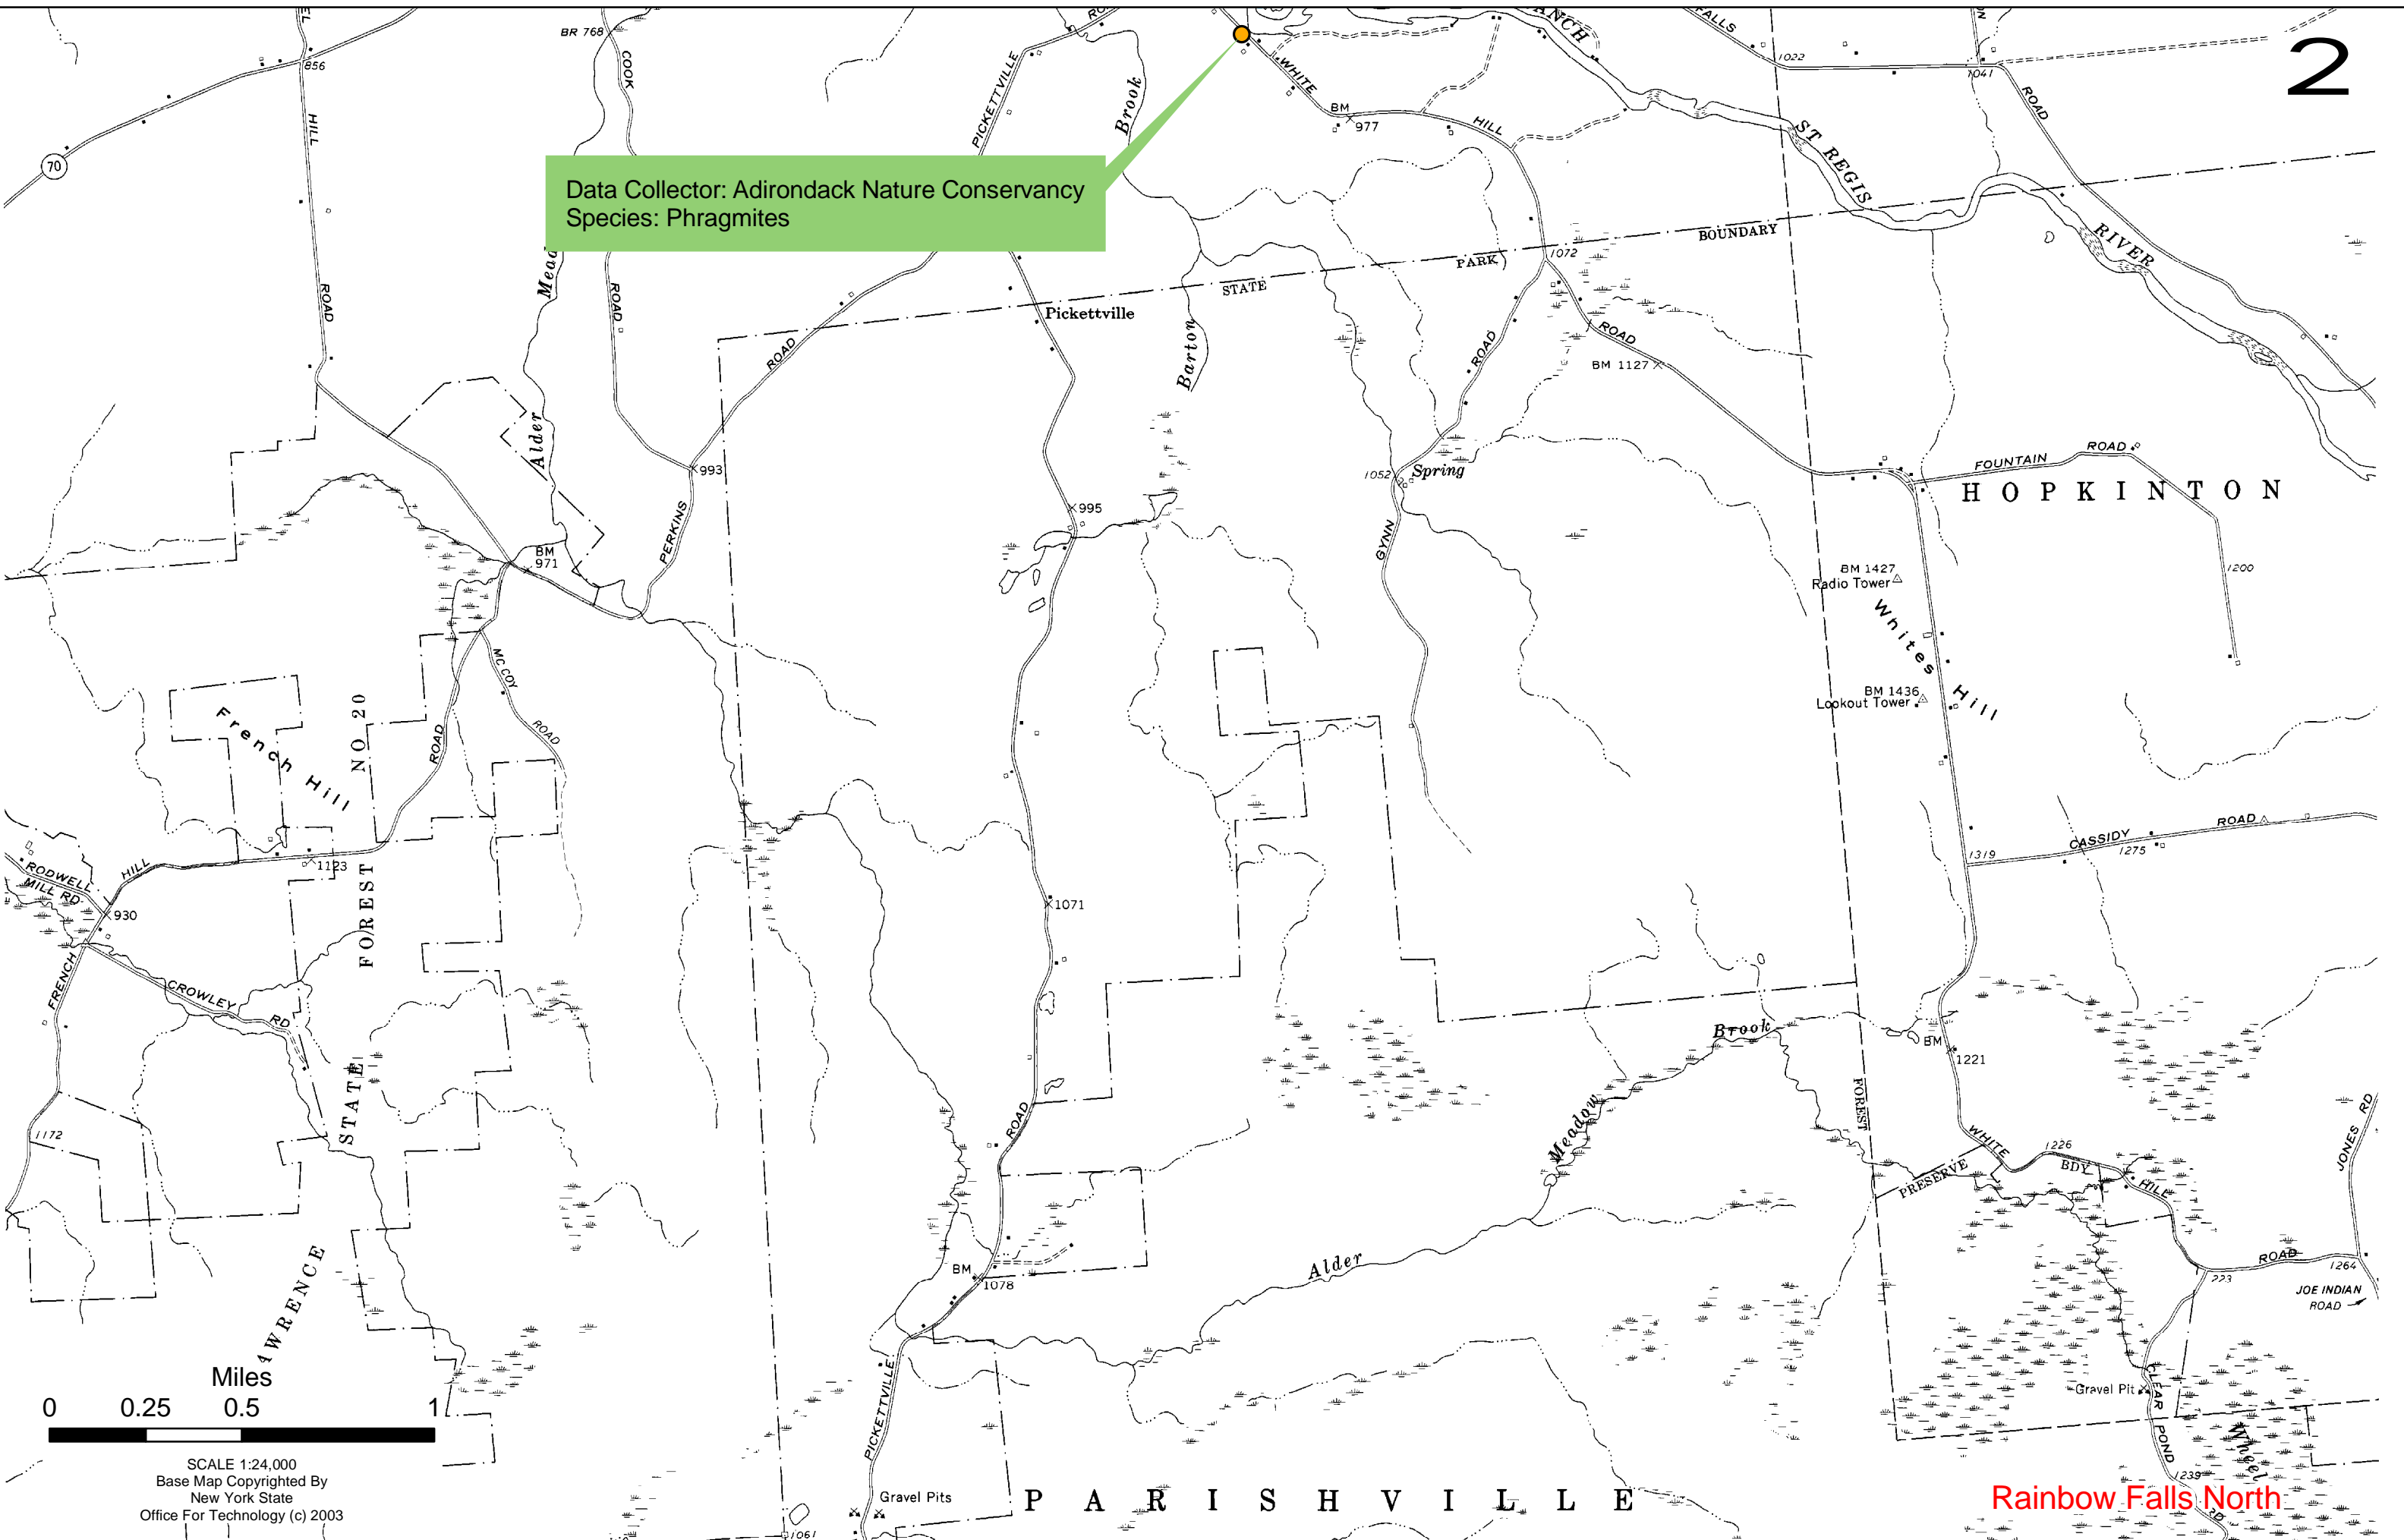 BR 768
856
HILL
COOK
PICKETTVILLE
Brook
WHITE
BM
977
HILL
ANCH
FALLS
1022
1041
ROAD
2
70
ST REGIS
RIVER
Data Collector: Adirondack Nature Conservancy
Species: Phragmites
ROAD
ROAD
Pickettville
STATE
PARK
BOUNDARY
1072
Barton
ROAD
ROAD
ROAD
BM 1127
Alder
993
995
PERKINS
1052
Spring
GYNN
FOUNTAIN
ROAD
HOPKINTON
1200
BM
971
BM 1427
Radio Tower
Whites Hill
BM 1436
Lookout Tower
MC COY
ROAD
ROAD
French Hill
NO 20
FOREST
STATE
RODWELL
MILL RD
HILL
1123
930
FRENCH
CROWLEY
RD
1071
1319
CASSIDY
1275
ROAD
Brook
Meadow
Alder
BM
1221
FOREST
PRESERVE
BDY
WHITE
1226
HILL
JONES RD
ROAD
1264
223
JOE INDIAN
ROAD
1172
ROAD
BM
1078
WRENCE
PICKETTVILLE
Gravel Pits
1061
Gravel Pit
CLEAR
POND
RD
1239
Wheel
Miles
0 0.25 0.5 1
SCALE 1:24,000
Base Map Copyrighted By
New York State
Office For Technology (c) 2003
PARISHVILLE
Rainbow Falls North